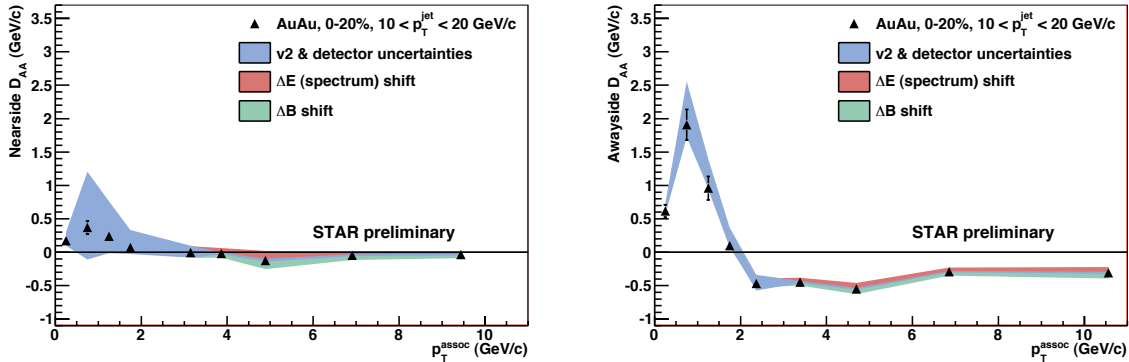 Nearside D_AA (GeV/c)
3.5
3
2.5
2
1.5
1
0.5
0
-0.5
-1
AuAu, 0-20%, 10 < p_T^jet < 20 GeV/c
v2 & detector uncertainties
ΔE (spectrum) shift
ΔB shift
STAR preliminary
0 2 4 6 8 10
p_T^assoc (GeV/c)
Awayside D_AA (GeV/c)
3.5
3
2.5
2
1.5
1
0.5
0
-0.5
-1
AuAu, 0-20%, 10 < p_T^jet < 20 GeV/c
v2 & detector uncertainties
ΔE (spectrum) shift
ΔB shift
STAR preliminary
0 2 4 6 8 10
p_T^assoc (GeV/c)